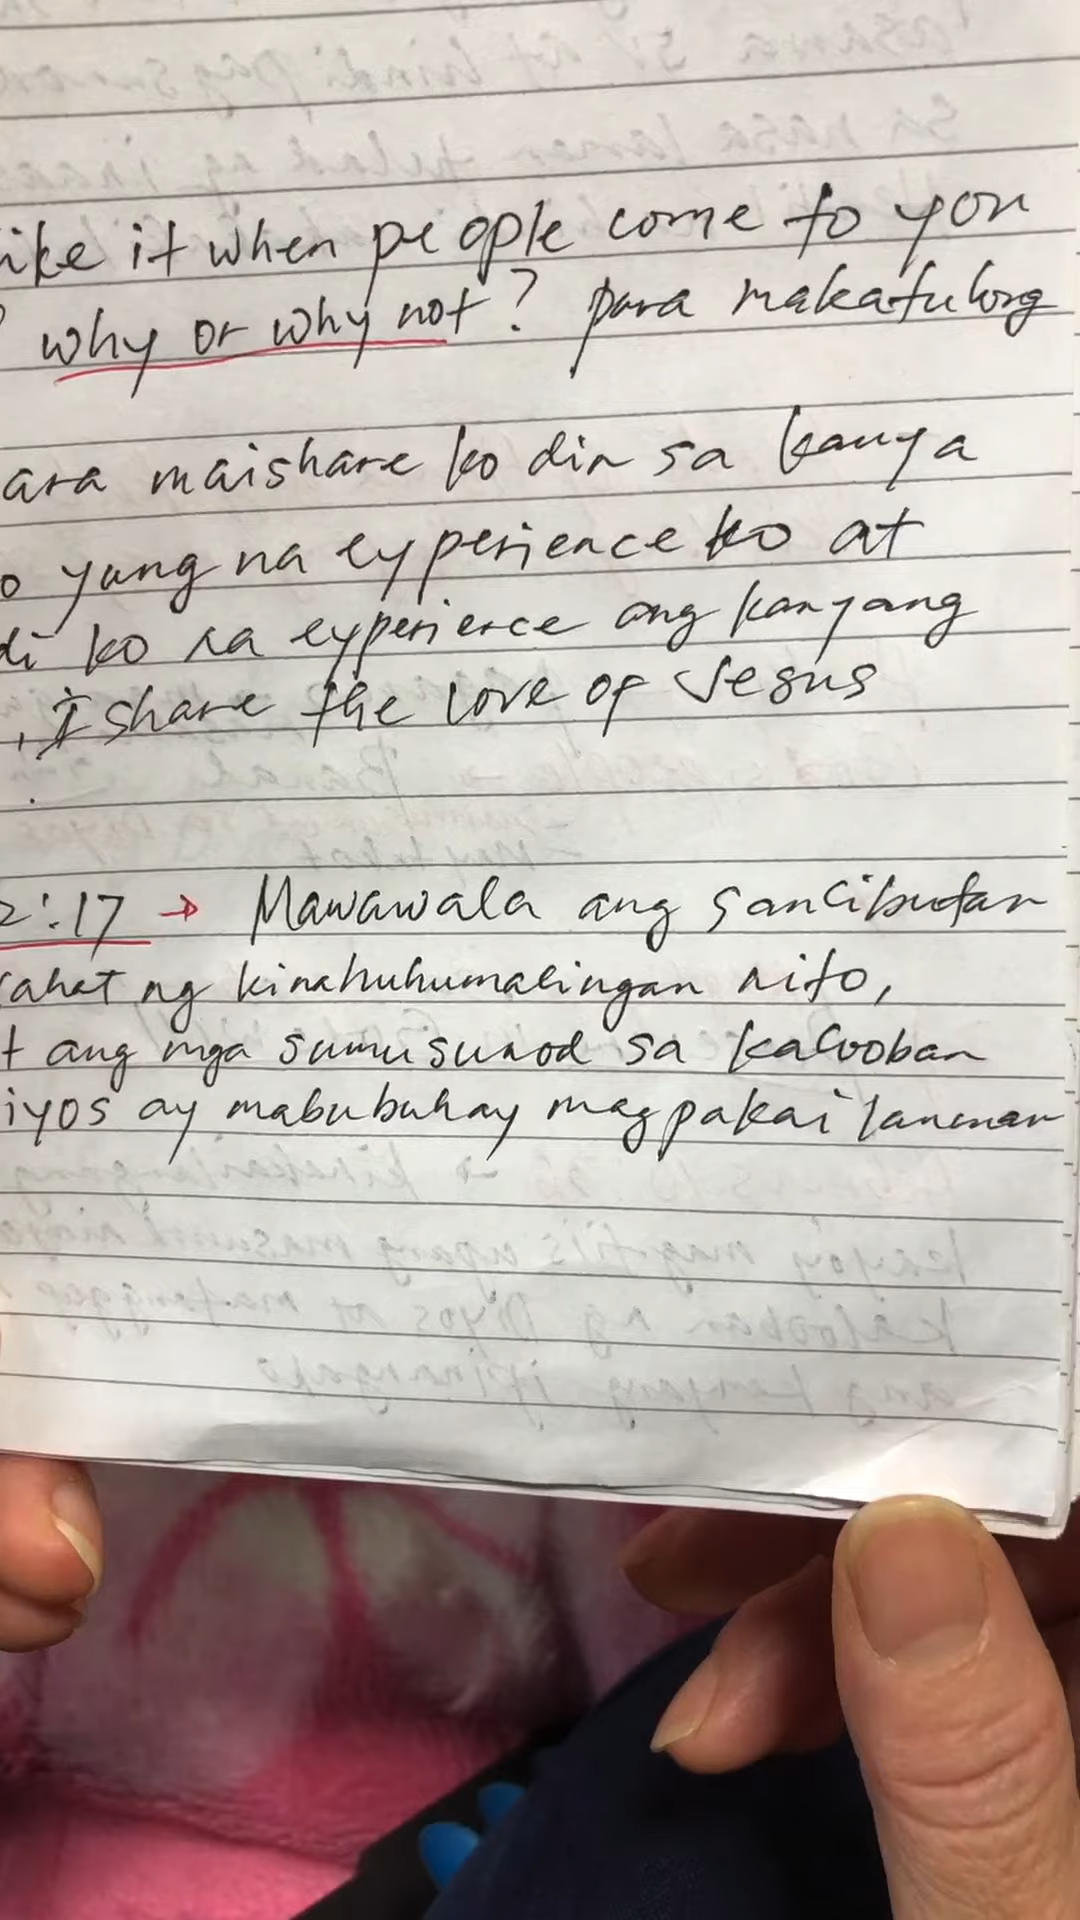 ike it when people come to you
? why or why not? para makatulong
ara maishare ko din sa kanya
o yung na eyperience ko at
di ko na eyperience ang kanyang
, I share the love of Jesus
.
2:17 → Mawawala ang sanlibutan
ahat ng kinahuhumalingan nito,
t ang mga sumusunod sa kalooban
iyos ay mabubuhay magpakailanman